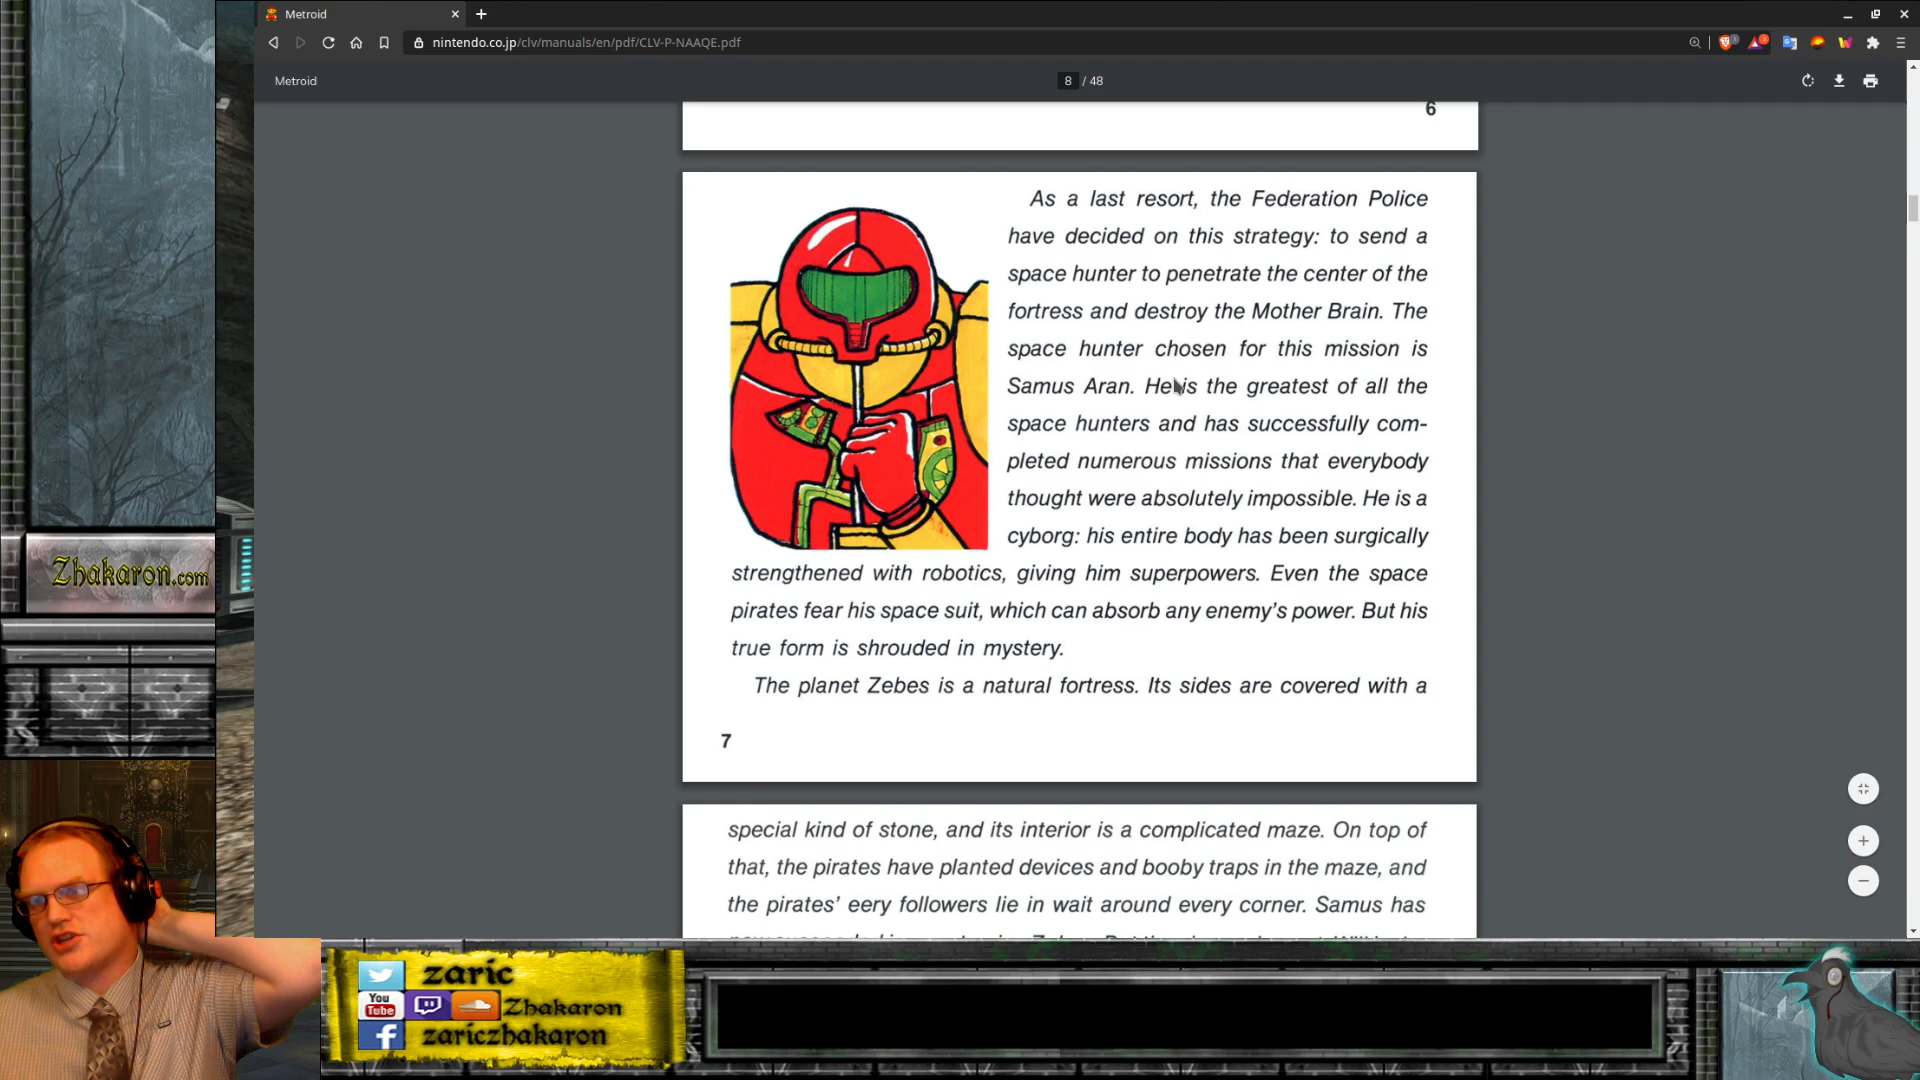 Metroid
nintendo.co.jp/clv/manuals/en/pdf/CLV-P-NAAQE.pdf
Metroid
8 / 48
6
As a last resort, the Federation Police
have decided on this strategy: to send a
space hunter to penetrate the center of the
fortress and destroy the Mother Brain. The
space hunter chosen for this mission is
Samus Aran. He is the greatest of all the
space hunters and has successfully com-
pleted numerous missions that everybody
thought were absolutely impossible. He is a
cyborg: his entire body has been surgically
strengthened with robotics, giving him superpowers. Even the space
pirates fear his space suit, which can absorb any enemy's power. But his
true form is shrouded in mystery.
The planet Zebes is a natural fortress. Its sides are covered with a
7
special kind of stone, and its interior is a complicated maze. On top of
that, the pirates have planted devices and booby traps in the maze, and
the pirates' eery followers lie in wait around every corner. Samus has
Zhakaron.com
zaric
You Tube
Zhakaron
zariczhakaron